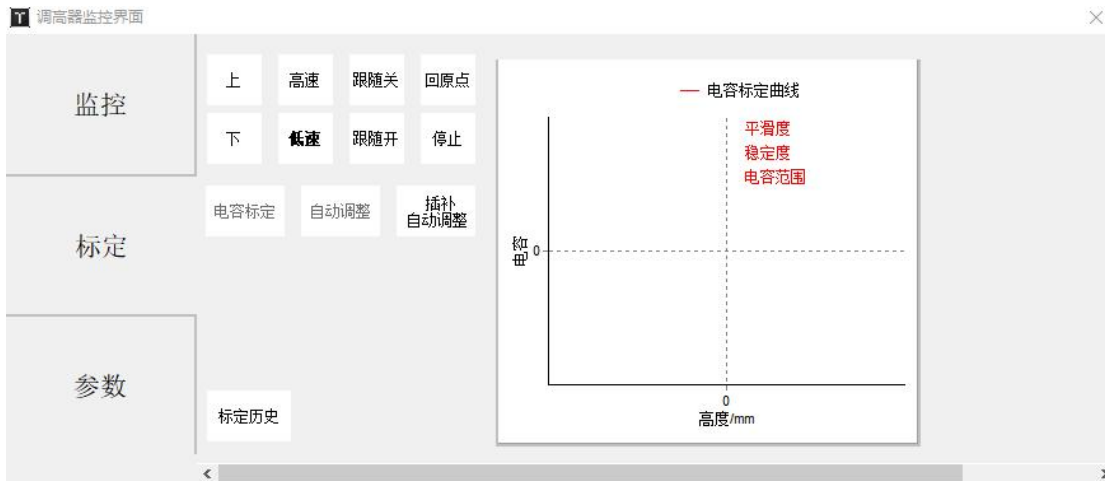 调高器监控界面
监控
标定
参数
上
高速
跟随关
回原点
下
低速
跟随开
停止
电容标定
自动调整
插补
自动调整
标定历史
电容标定曲线
平滑度
稳定度
电容范围
电容
0
0
高度/mm